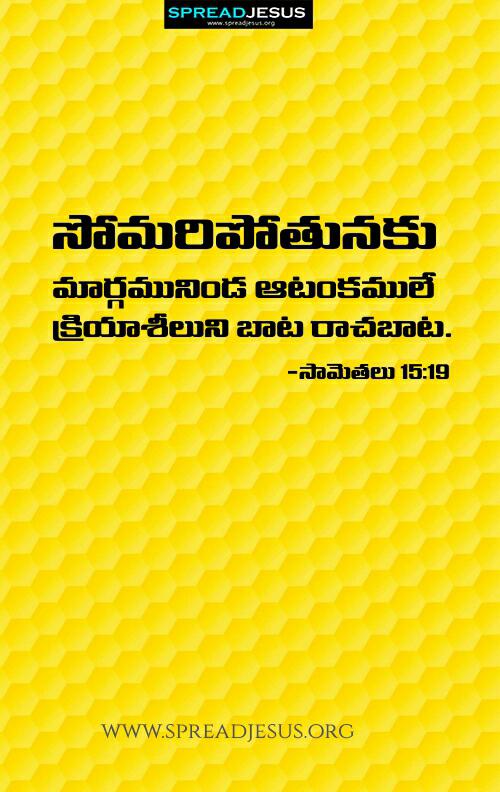 SPREADJESUS
www.spreadjesus.org
సోమరిపోతునకు
మార్గమునిండ ఆటంకములే
క్రియాశీలుని బాట రాచబాట.
-సామెతలు 15:19
WWW.SPREADJESUS.ORG